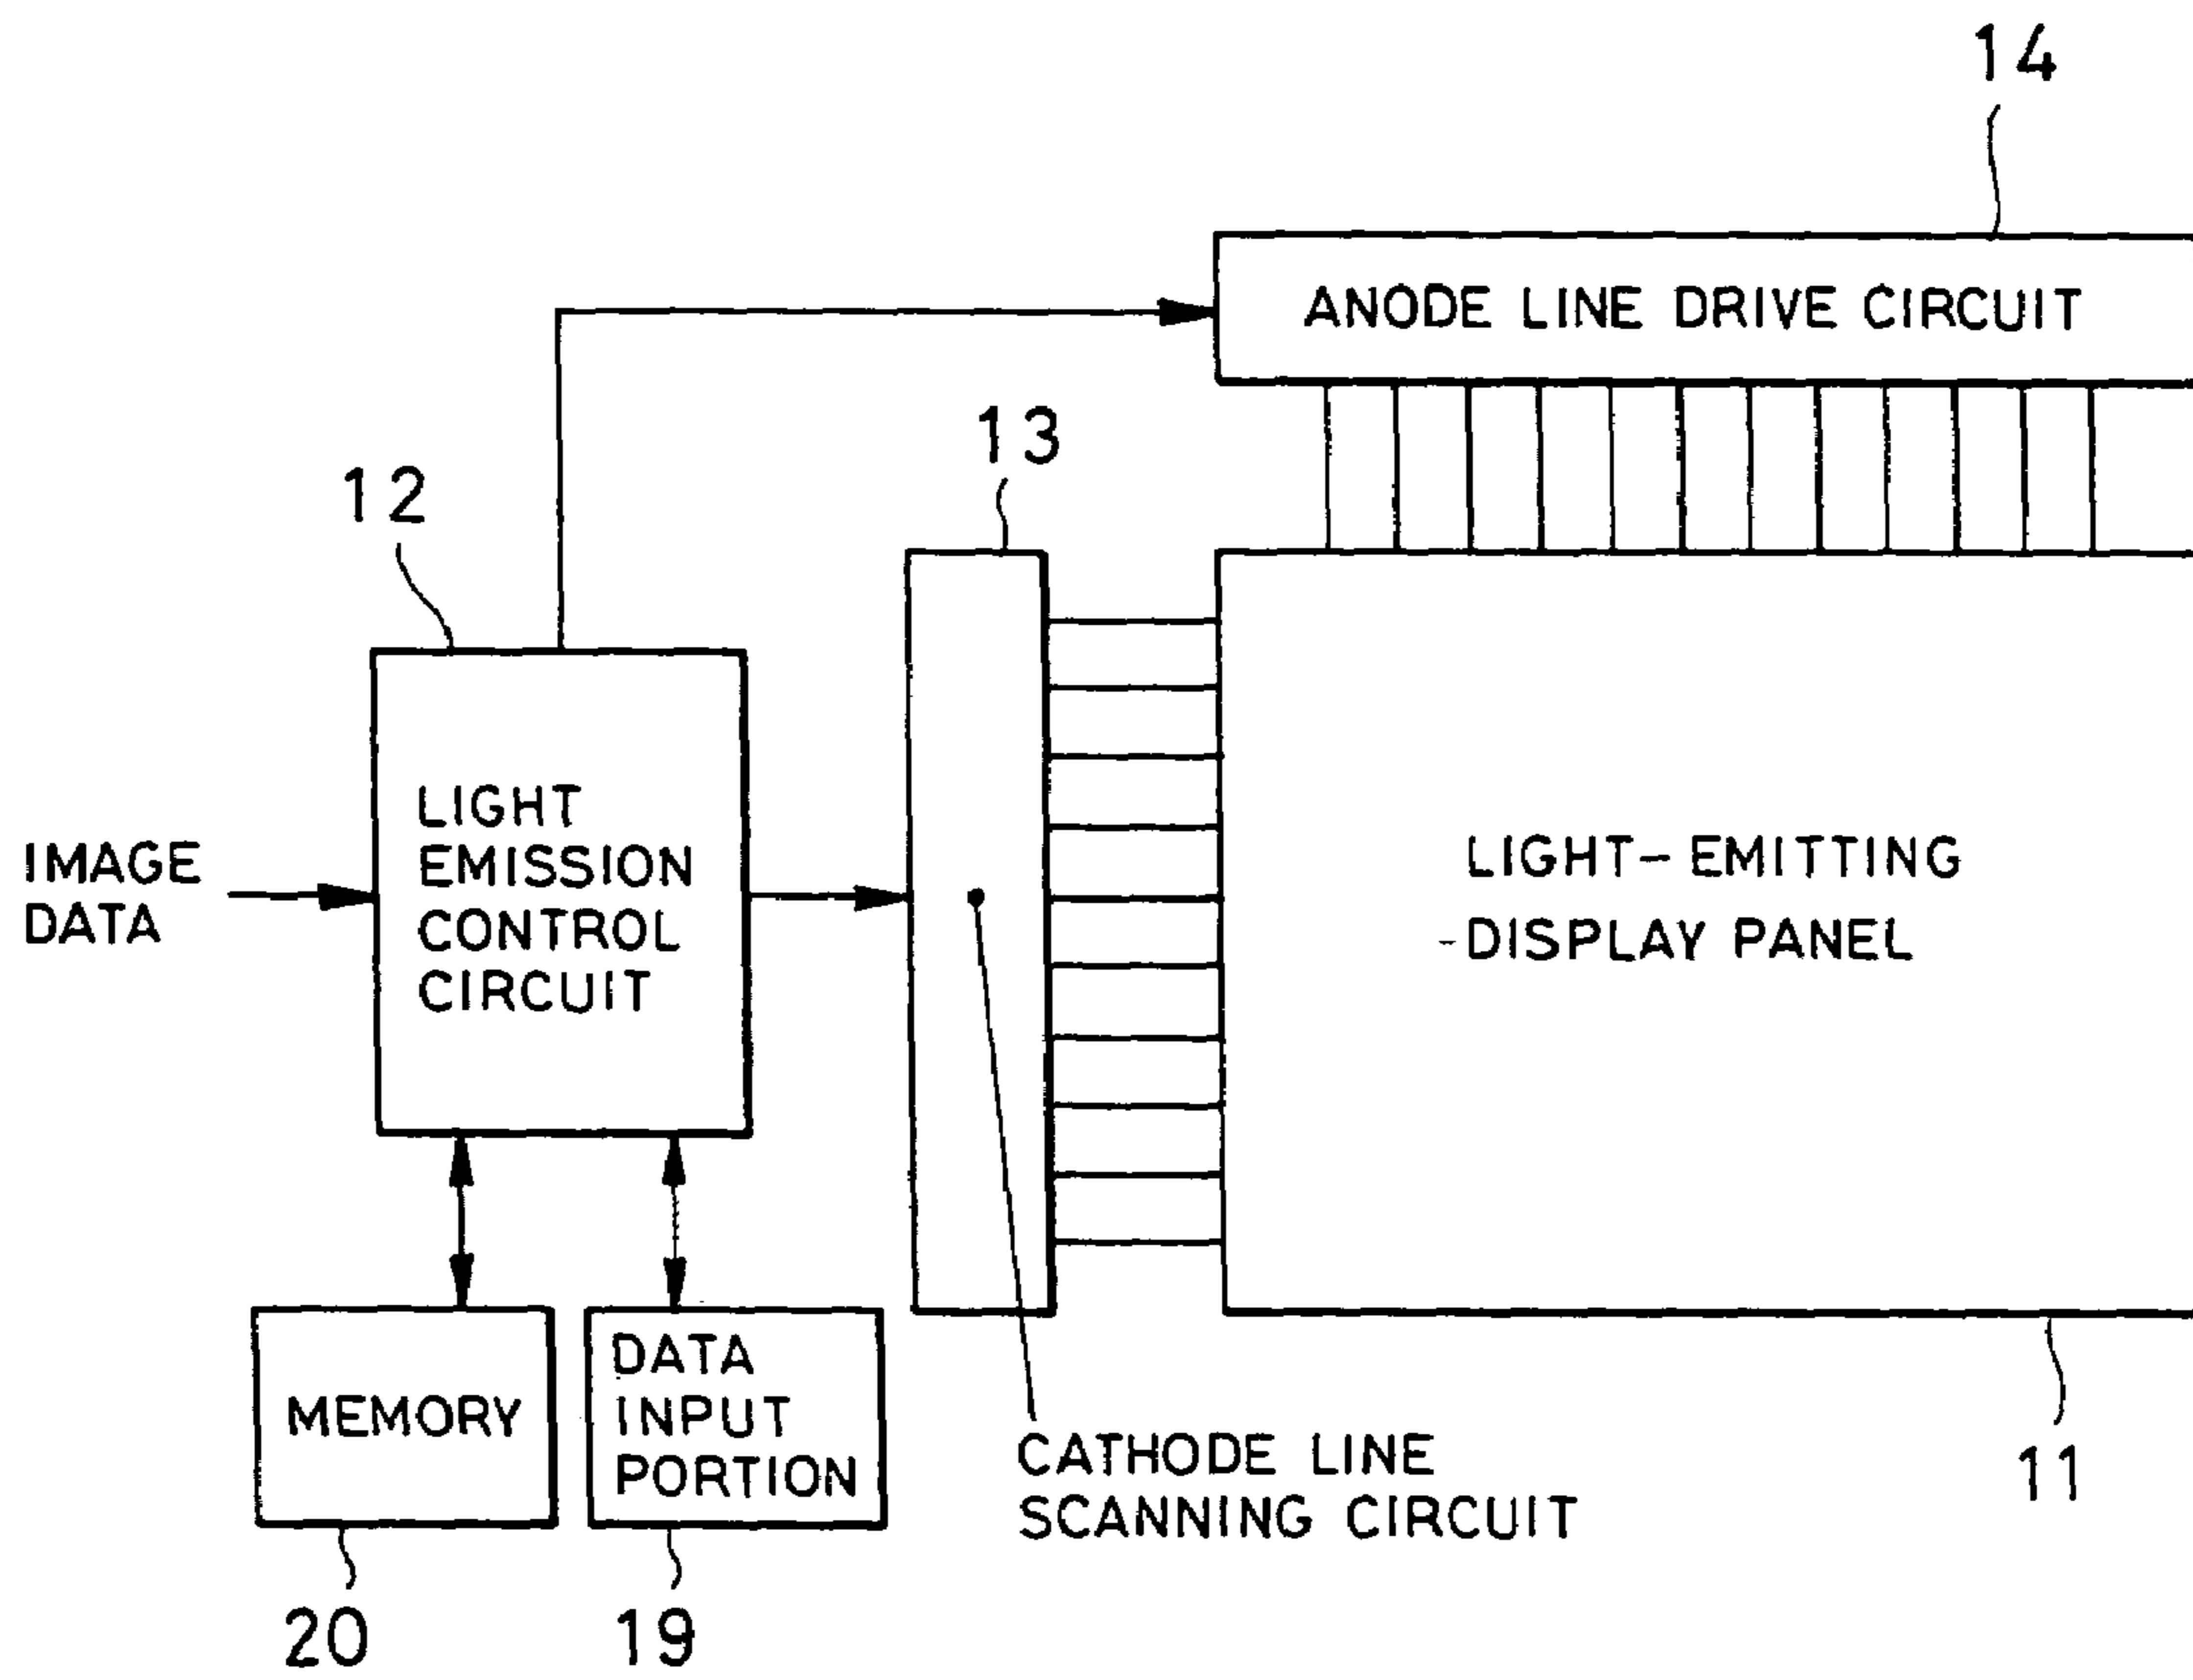 14
ANODE LINE DRIVE CIRCUIT
13
12
LIGHT
EMISSION
CONTROL
CIRCUIT
IMAGE
DATA
LIGHT-EMITTING
DISPLAY PANEL
MEMORY
DATA
INPUT
PORTION
CATHODE LINE
SCANNING CIRCUIT
11
20
19